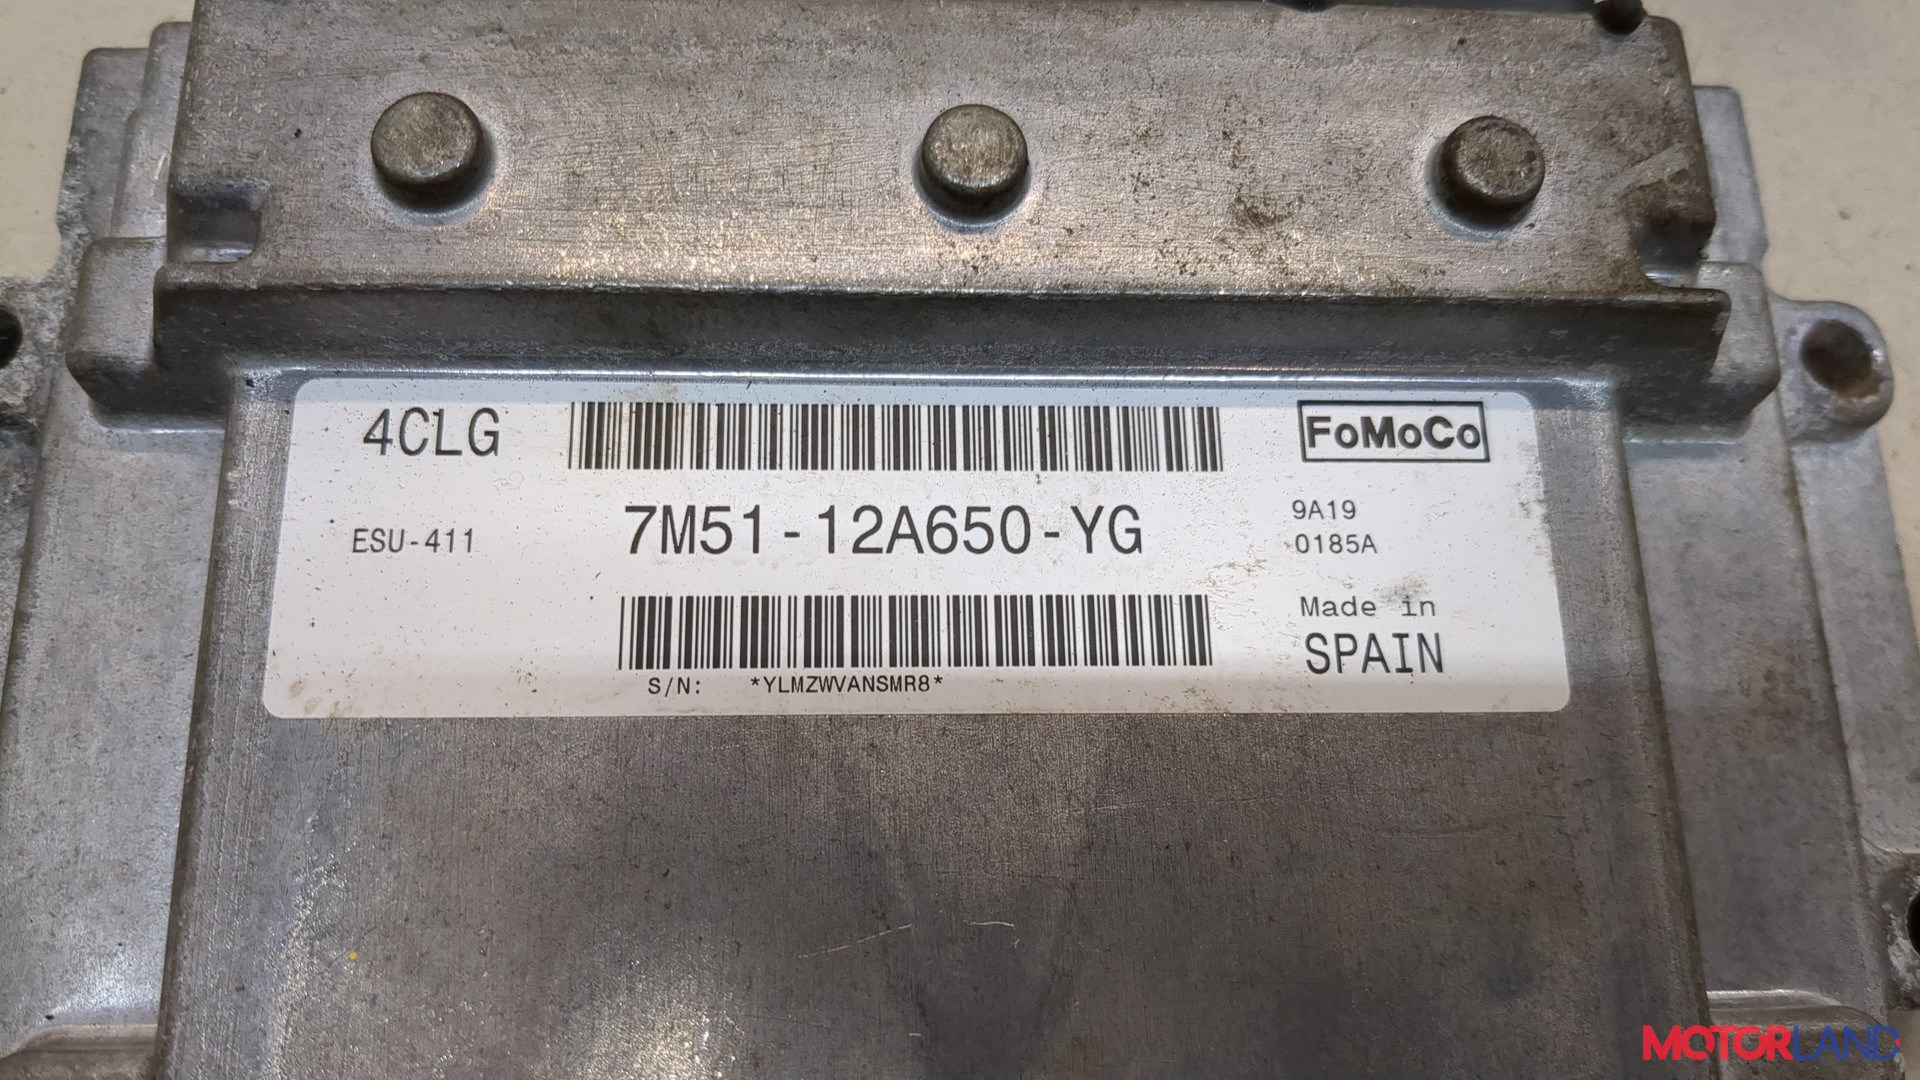 4CLG
FoMoCo
ESU-411
7M51-12A650-YG
9A19
0185A
Made in
SPAIN
S/N: *YLMZWVANSMR8*
MOTORLAND